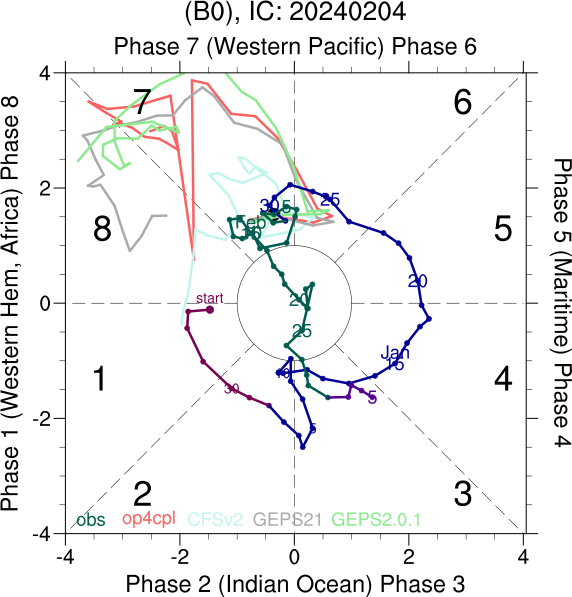 (B0), IC: 20240204
Phase 7 (Western Pacific) Phase 6
4
7
6
Phase 1 (Western Hem, Africa) Phase 8
Phase 5 (Maritime) Phase 4
2
30
5
25
8
Feb
15
5
20
start
20
0
25
Jan
15
1
10
4
30
5
-2
5
2
3
obs
op4cpl
CFSv2
GEPS21
GEPS2.0.1
-4
-4
-2
0
2
4
Phase 2 (Indian Ocean) Phase 3